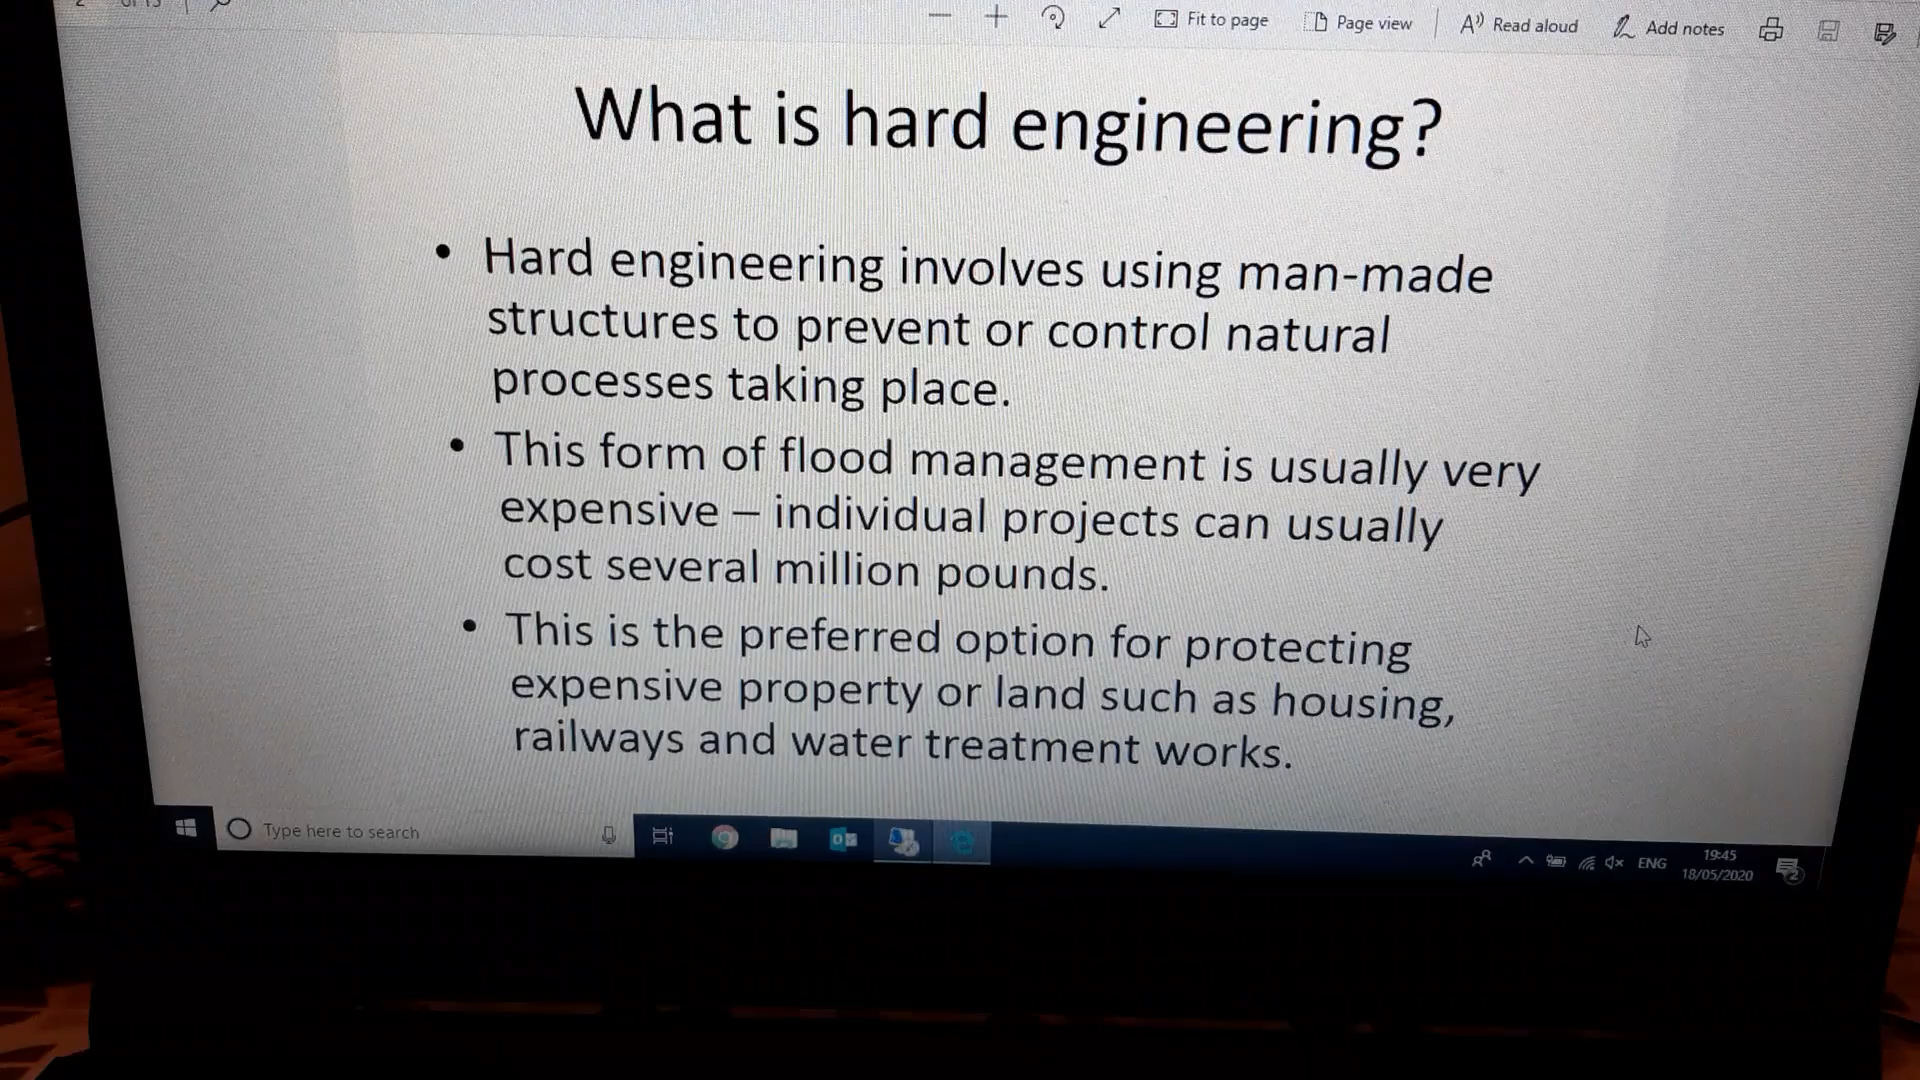 Fit to page Page view Read aloud Add notes
What is hard engineering?
• Hard engineering involves using man-made
structures to prevent or control natural
processes taking place.
• This form of flood management is usually very
expensive – individual projects can usually
cost several million pounds.
• This is the preferred option for protecting
expensive property or land such as housing,
railways and water treatment works.
Type here to search
ENG
19:45
18/05/2020
2